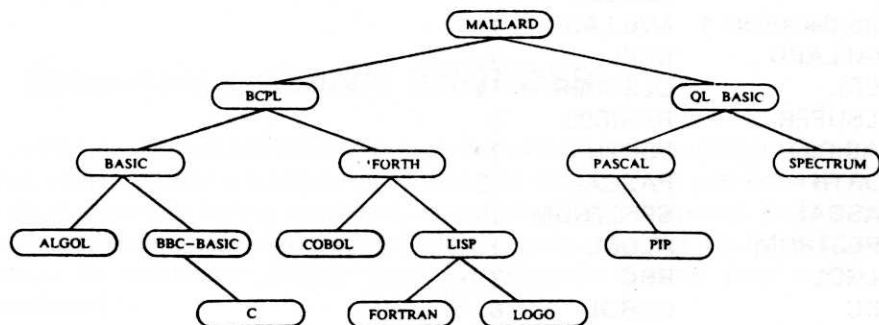 MALLARD
BCPL QL BASIC
BASIC 'FORTH PASCAL SPECTRUM
ALGOL BBC-BASIC COBOL LISP PIP
C FORTRAN LOGO